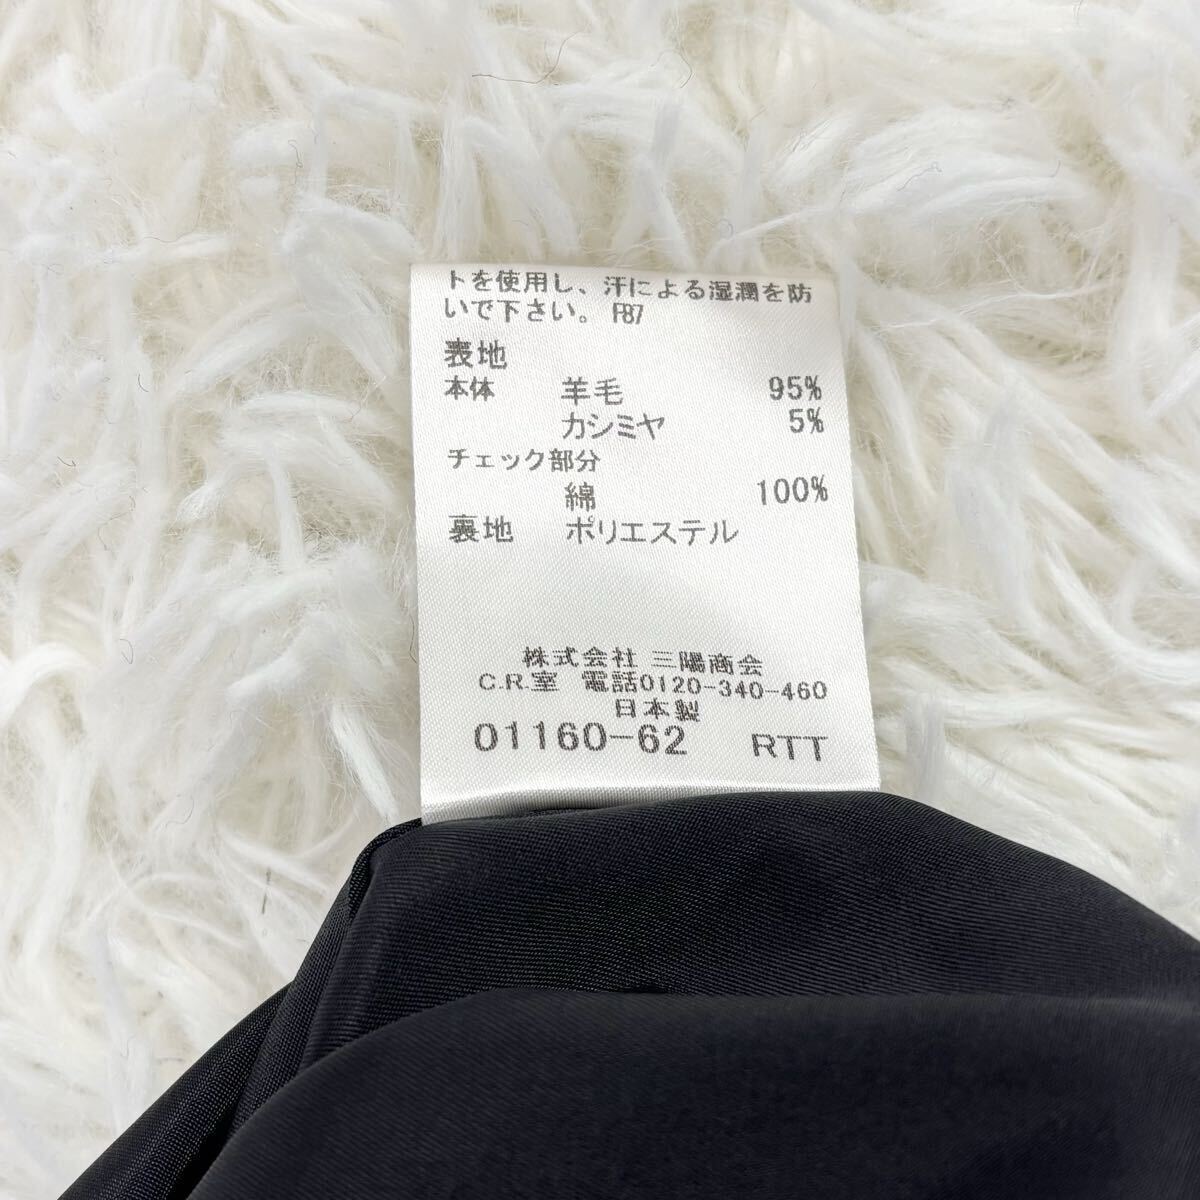 トを使用し、汗による湿潤を防
いで下さい。F87
表地
本体 羊毛 95%
カシミヤ 5%
チェック部分
綿 100%
裏地 ポリエステル
株式会社 三陽商会
C.R.室 電話0120-340-460
日本製
01160-62 RTT